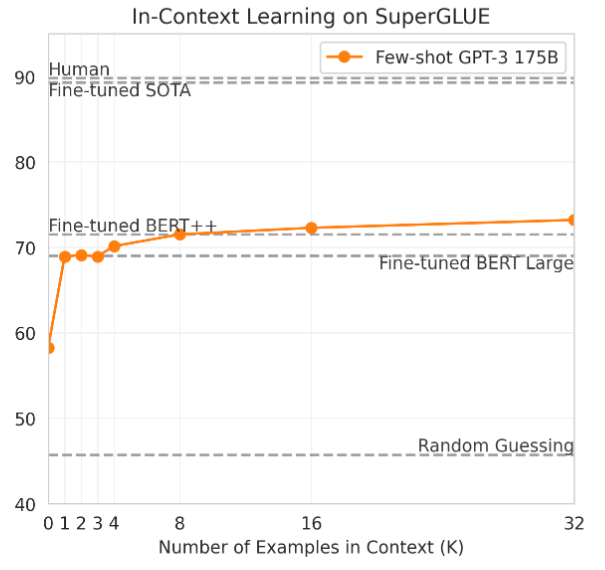 In-Context Learning on SuperGLUE
Few-shot GPT-3 175B
90
Human
Fine-tuned SOTA
80
Fine-tuned BERT++
70
Fine-tuned BERT Large
60
50
Random Guessing
40
0 1 2 3 4 8 16 32
Number of Examples in Context (K)